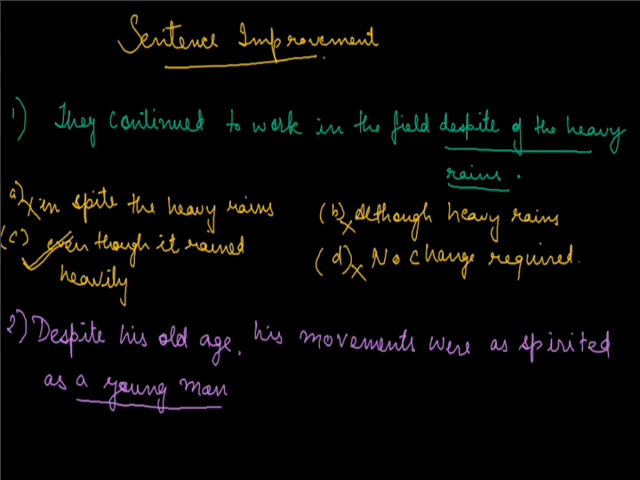 Sentence Improvement
1) They continued to work in the field despite of the heavy
rains.
a) in spite the heavy rains (b) although heavy rains
(c) even though it rained (d) No change required.
heavily
2) Despite his old age, his movements were as spirited
as a young man